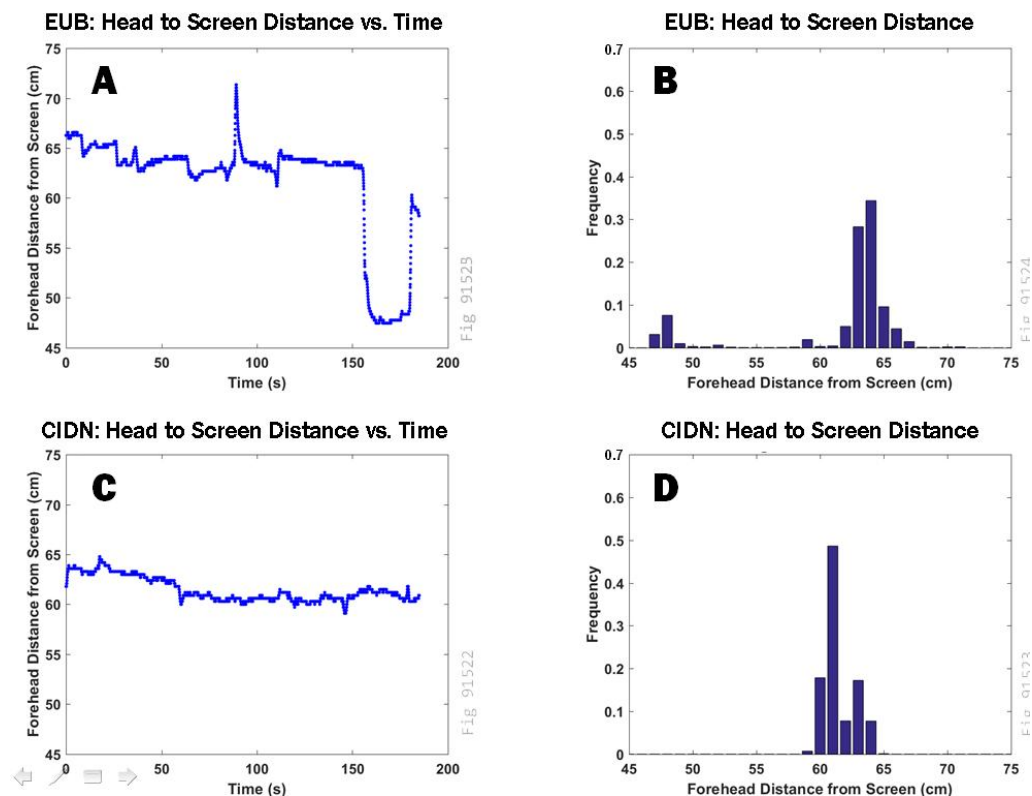 EUB: Head to Screen Distance vs. Time
A
75
70
65
60
55
50
45
0
50
100
150
200
Forehead Distance from Screen (cm)
Time (s)
Fig 91523
EUB: Head to Screen Distance
B
0.7
0.6
0.5
0.4
0.3
0.2
0.1
0
45
50
55
60
65
70
75
Frequency
Forehead Distance from Screen (cm)
Fig 91524
CIDN: Head to Screen Distance vs. Time
C
75
70
65
60
55
50
45
0
50
100
150
200
Forehead Distance from Screen (cm)
Time (s)
Fig 91522
CIDN: Head to Screen Distance
D
0.7
0.6
0.5
0.4
0.3
0.2
0.1
0
45
50
55
60
65
70
75
Frequency
Forehead Distance from Screen (cm)
Fig 91523